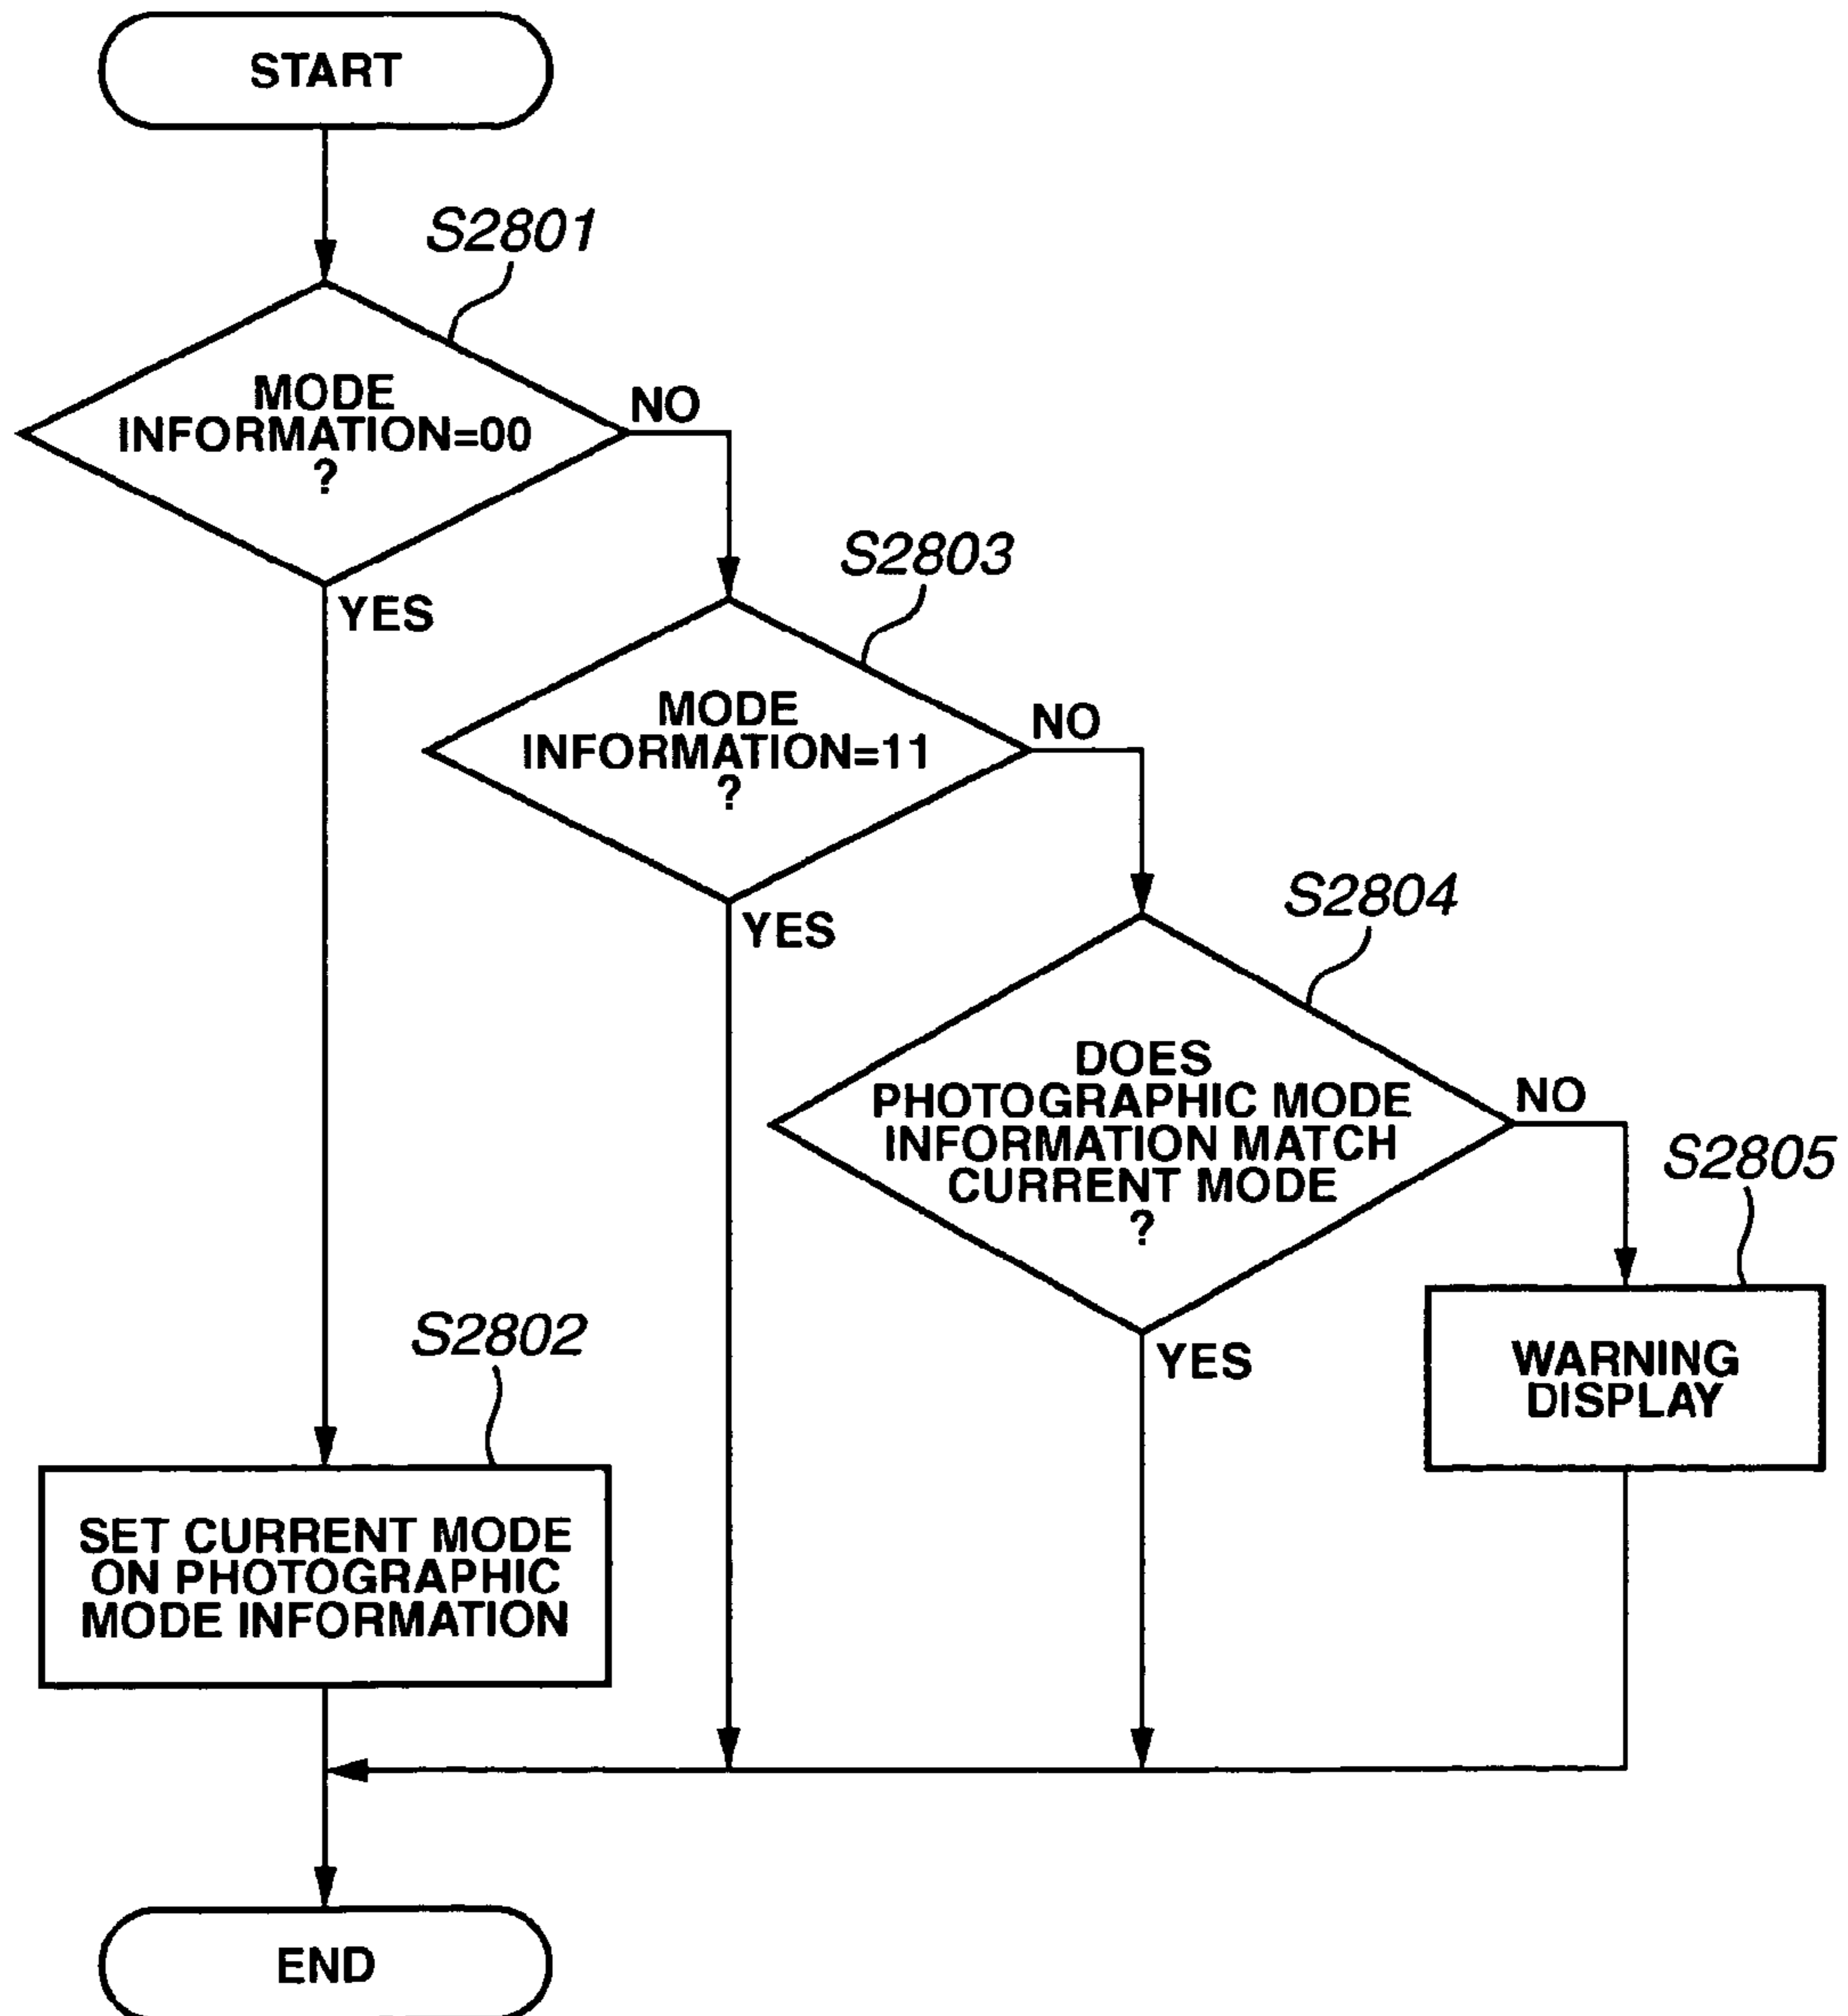 START
S2801
MODE
INFORMATION=00
?
NO
YES
S2803
MODE
INFORMATION=11
?
NO
YES
S2804
DOES
PHOTOGRAPHIC MODE
INFORMATION MATCH
CURRENT MODE
?
NO
YES
S2805
WARNING
DISPLAY
S2802
SET CURRENT MODE
ON PHOTOGRAPHIC
MODE INFORMATION
END